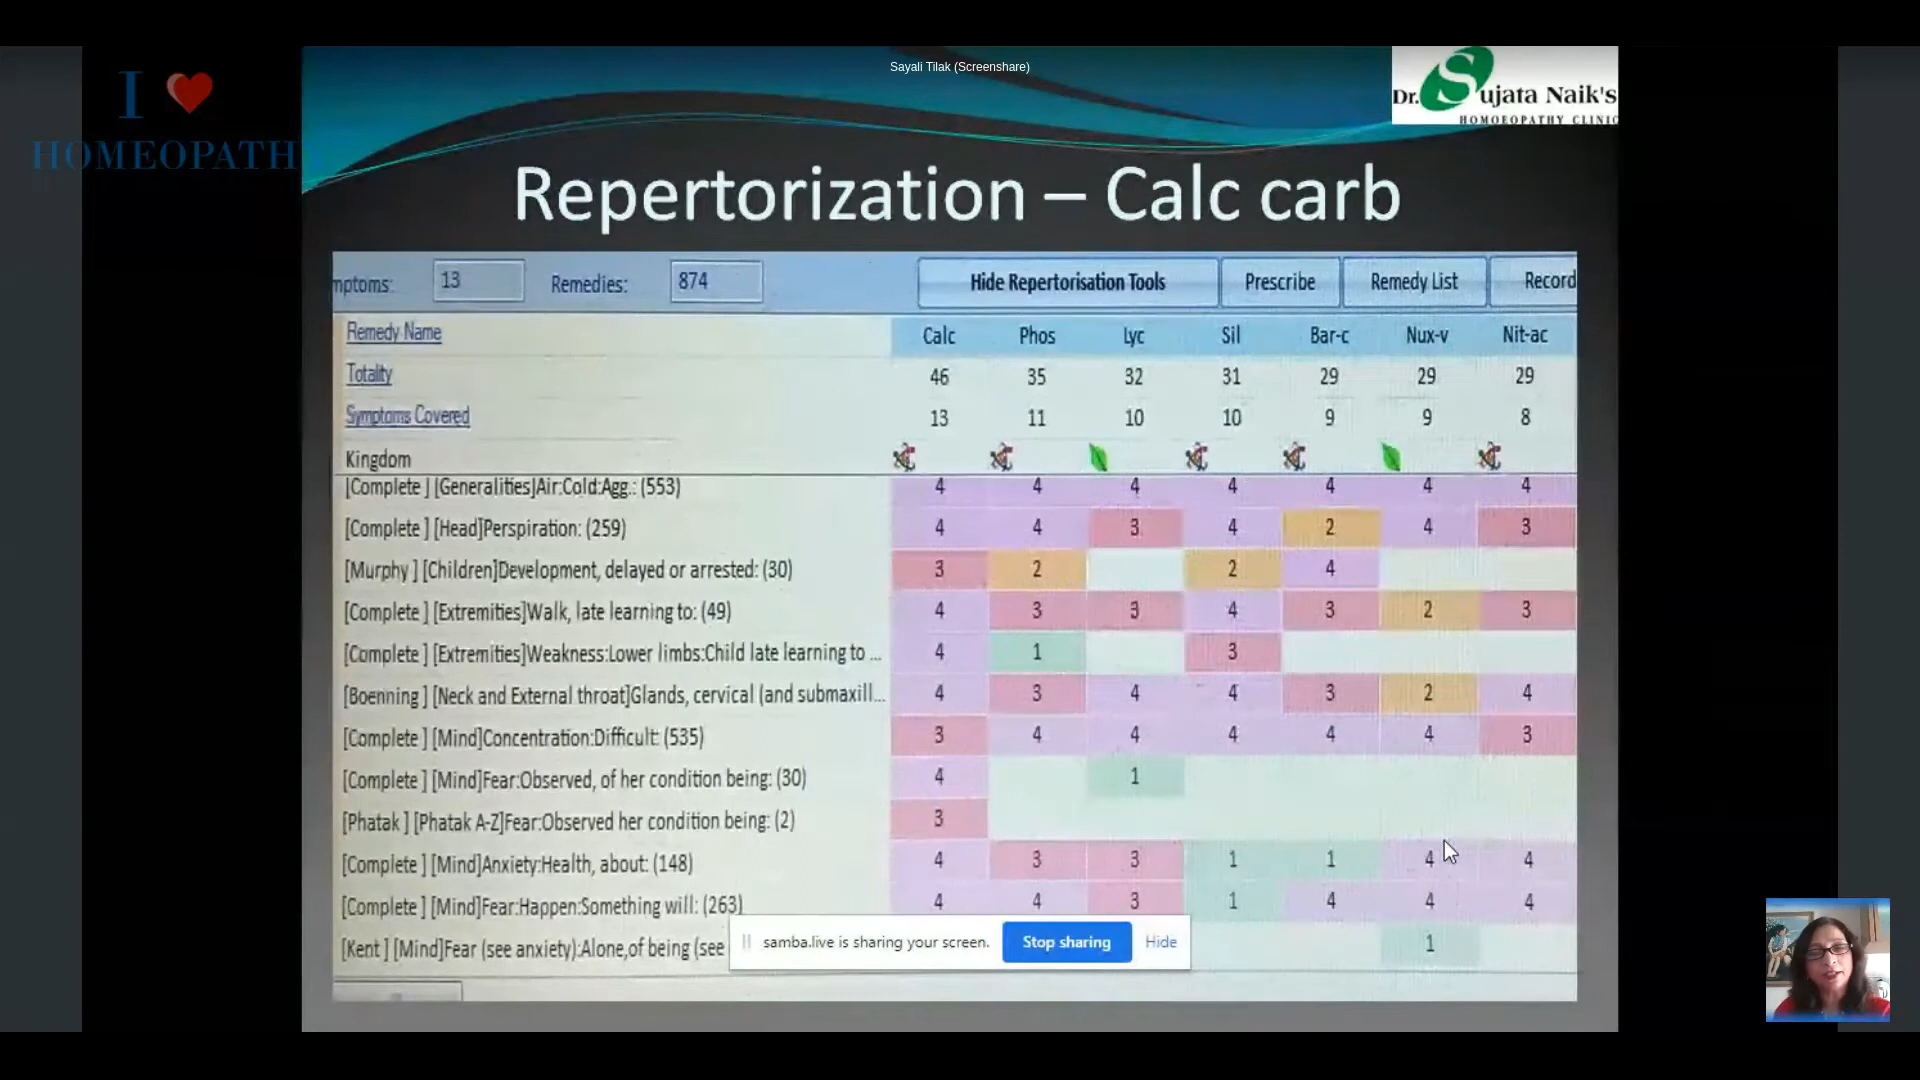 Sayali Tilak (Screenshare)
I
HOMEOPATH
Dr. Sujata Naik's
HOMOEOPATHY CLINIC
Repertorization – Calc carb
mptoms: 13 Remedies: 874 Hide Repertorisation Tools Prescribe Remedy List Record
Remedy Name Calc Phos Lyc Sil Bar-c Nux-v Nit-ac
Totality 46 35 32 31 29 29 29
Symptoms Covered 13 11 10 10 9 9 8
Kingdom
[Complete ] [Generalities]Air:Cold:Agg.: (553) 4 4 4 4 4 4 4
[Complete ] [Head]Perspiration: (259) 4 4 3 4 2 4 3
[Murphy ] [Children]Development, delayed or arrested: (30) 3 2 2 4
[Complete ] [Extremities]Walk, late learning to: (49) 4 3 3 4 3 2 3
[Complete ] [Extremities]Weakness:Lower limbs:Child late learning to ... 4 1 3
[Boenning ] [Neck and External throat]Glands, cervical (and submaxill... 4 3 4 4 3 2 4
[Complete ] [Mind]Concentration:Difficult: (535) 3 4 4 4 4 4 3
[Complete ] [Mind]Fear:Observed, of her condition being: (30) 4 1
[Phatak ] [Phatak A-Z]Fear:Observed her condition being: (2) 3
[Complete ] [Mind]Anxiety:Health, about: (148) 4 3 3 1 1 4 4
[Complete ] [Mind]Fear:Happen:Something will: (263) 4 4 3 1 4 4 4
[Kent ] [Mind]Fear (see anxiety):Alone,of being (see 1
samba.live is sharing your screen. Stop sharing Hide